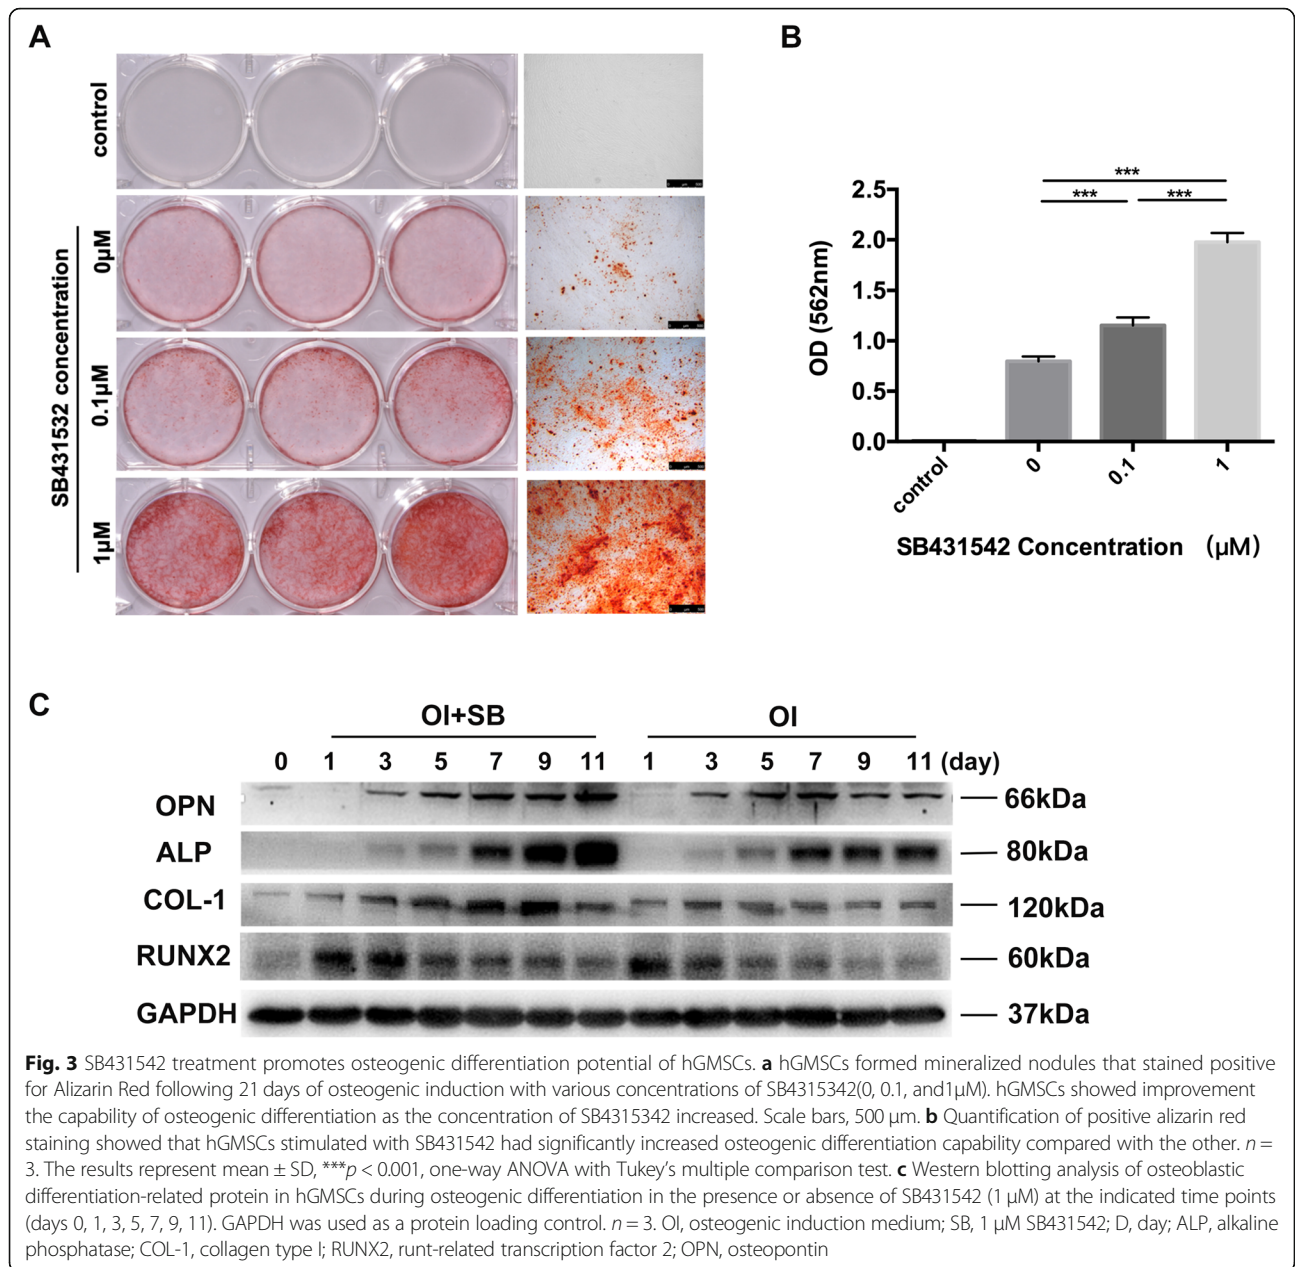 A
B
control
SB431532 concentration
0μM
0.1μM
1μM
***
***
***
OD (562nm)
2.5
2.0
1.5
1.0
0.5
0.0
control
0
0.1
1
SB431542 Concentration (μM)
C
OI+SB
OI
0 1 3 5 7 9 11 1 3 5 7 9 11 (day)
OPN
66kDa
ALP
80kDa
COL-1
120kDa
RUNX2
60kDa
GAPDH
37kDa
Fig. 3 SB431542 treatment promotes osteogenic differentiation potential of hGMSCs. a hGMSCs formed mineralized nodules that stained positive
for Alizarin Red following 21 days of osteogenic induction with various concentrations of SB4315342(0, 0.1, and1μM). hGMSCs showed improvement
the capability of osteogenic differentiation as the concentration of SB4315342 increased. Scale bars, 500 μm. b Quantification of positive alizarin red
staining showed that hGMSCs stimulated with SB431542 had significantly increased osteogenic differentiation capability compared with the other. n =
3. The results represent mean ± SD, ***p < 0.001, one-way ANOVA with Tukey's multiple comparison test. c Western blotting analysis of osteoblastic
differentiation-related protein in hGMSCs during osteogenic differentiation in the presence or absence of SB431542 (1 μM) at the indicated time points
(days 0, 1, 3, 5, 7, 9, 11). GAPDH was used as a protein loading control. n = 3. OI, osteogenic induction medium; SB, 1 μM SB431542; D, day; ALP, alkaline
phosphatase; COL-1, collagen type I; RUNX2, runt-related transcription factor 2; OPN, osteopontin